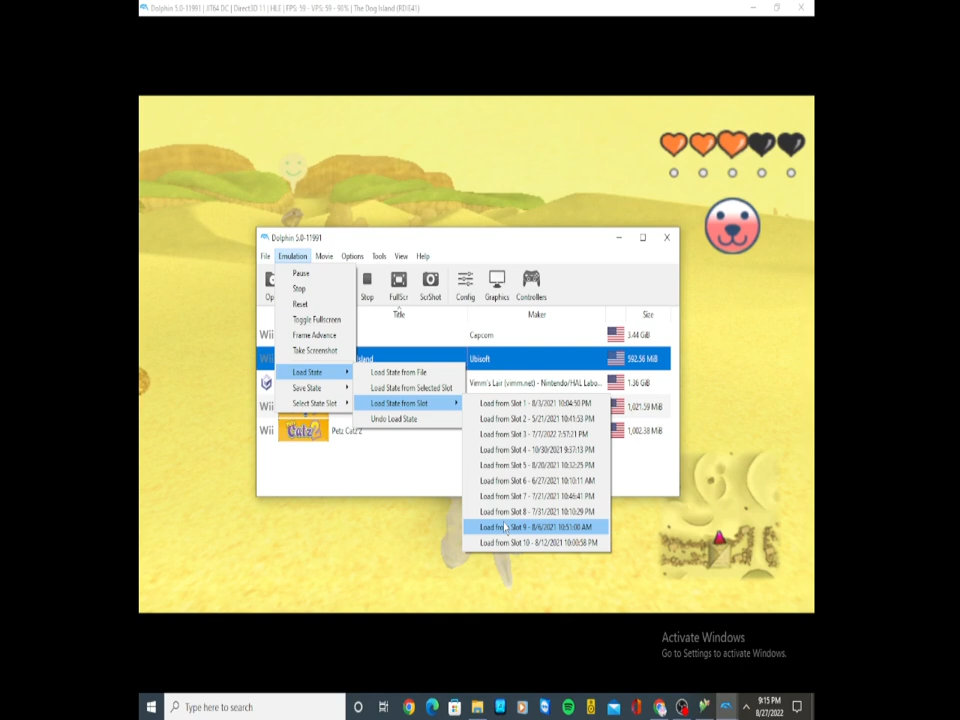 Dolphin 5.0-11991 | JIT64 DC | Direct3D 11 | HLE | FPS: 59 - VPS: 59 - 98% | The Dog Island (RDIE41)
Dolphin 5.0-11991
File Emulation Movie Options Tools View Help
Pause
Stop
Reset
Toggle Fullscreen
Frame Advance
Take Screenshot
Load State
Save State
Select State Slot
Op
Stop FullScr ScrShot Config Graphics Controllers
Title Maker Size
Wii Capcom 3.44 GiB
Wii sland Ubisoft 592.56 MiB
Vimm's Lair (vimm.net) - Nintendo/HAL Labo... 1.36 GiB
Wii 1,021.59 MiB
Wii Catz 2 Petz Catz 2 1,002.38 MiB
Load State from File
Load State from Selected Slot
Load State from Slot
Undo Load State
Load from Slot 1 - 8/3/2021 10:04:50 PM
Load from Slot 2 - 5/21/2021 10:41:53 PM
Load from Slot 3 - 7/7/2022 7:57:21 PM
Load from Slot 4 - 10/30/2021 9:37:13 PM
Load from Slot 5 - 8/20/2021 10:32:25 PM
Load from Slot 6 - 6/27/2021 10:10:11 AM
Load from Slot 7 - 7/21/2021 10:46:41 PM
Load from Slot 8 - 7/31/2021 10:10:29 PM
Load from Slot 9 - 8/6/2021 10:51:00 AM
Load from Slot 10 - 8/12/2021 10:00:58 PM
Activate Windows
Go to Settings to activate Windows.
Type here to search
9:15 PM
8/27/2022